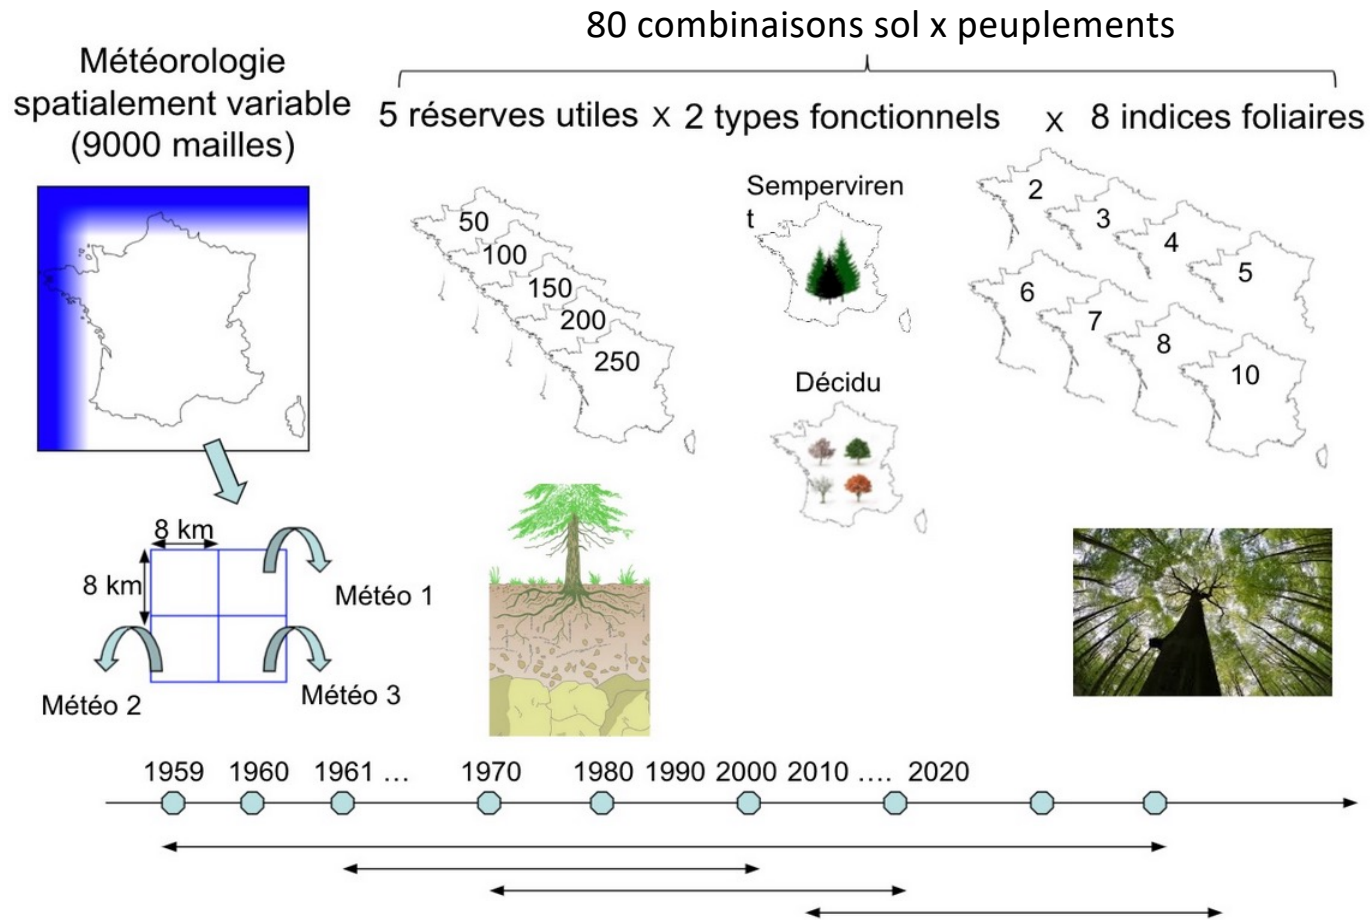 80 combinaisons sol x peuplements
Météorologie
spatialement variable
(9000 mailles)
5 réserves utiles x 2 types fonctionnels x 8 indices foliaires
50
100
150
200
250
Semperviren
t
Décidu
2
3
4
5
6
7
8
10
8 km
8 km
Météo 1
Météo 2
Météo 3
1959 1960 1961 ... 1970 1980 1990 2000 2010 .... 2020